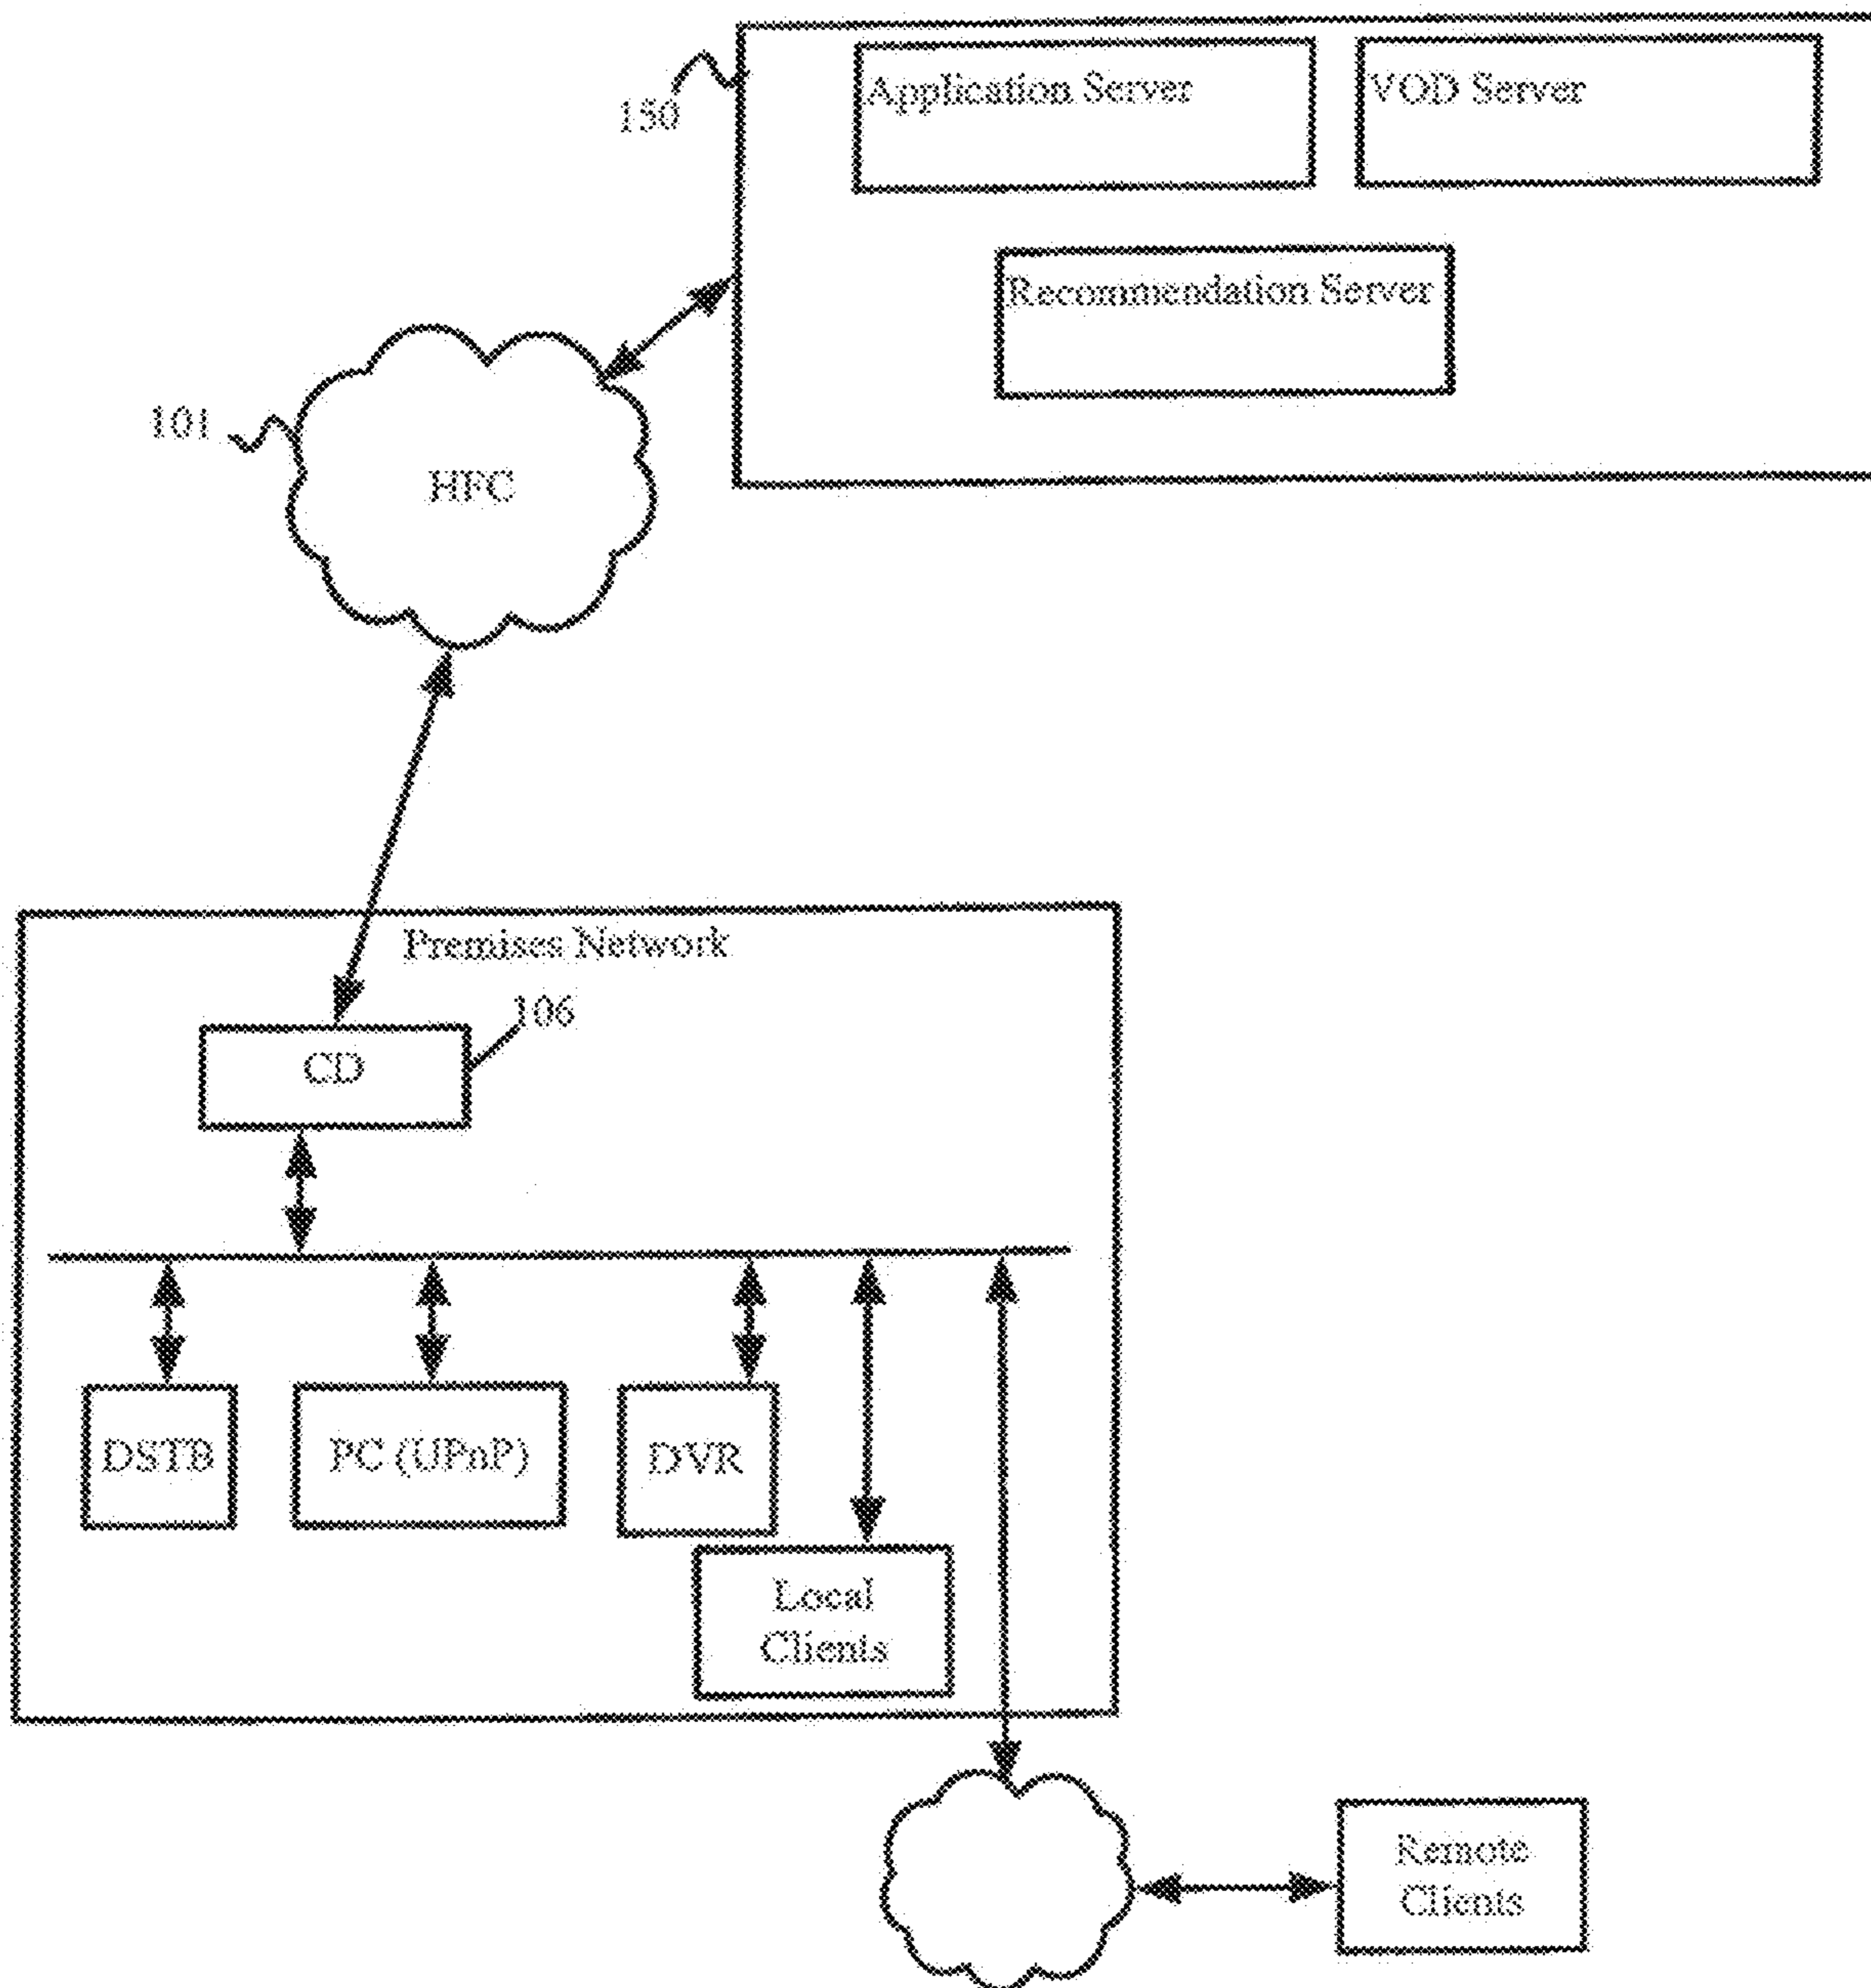 150
Application Server
VOD Server
Recommendation Server
101
HFC
Premises Network
106
CD
DSTB
PC (UPnP)
DVR
Local
Clients
Remote
Clients